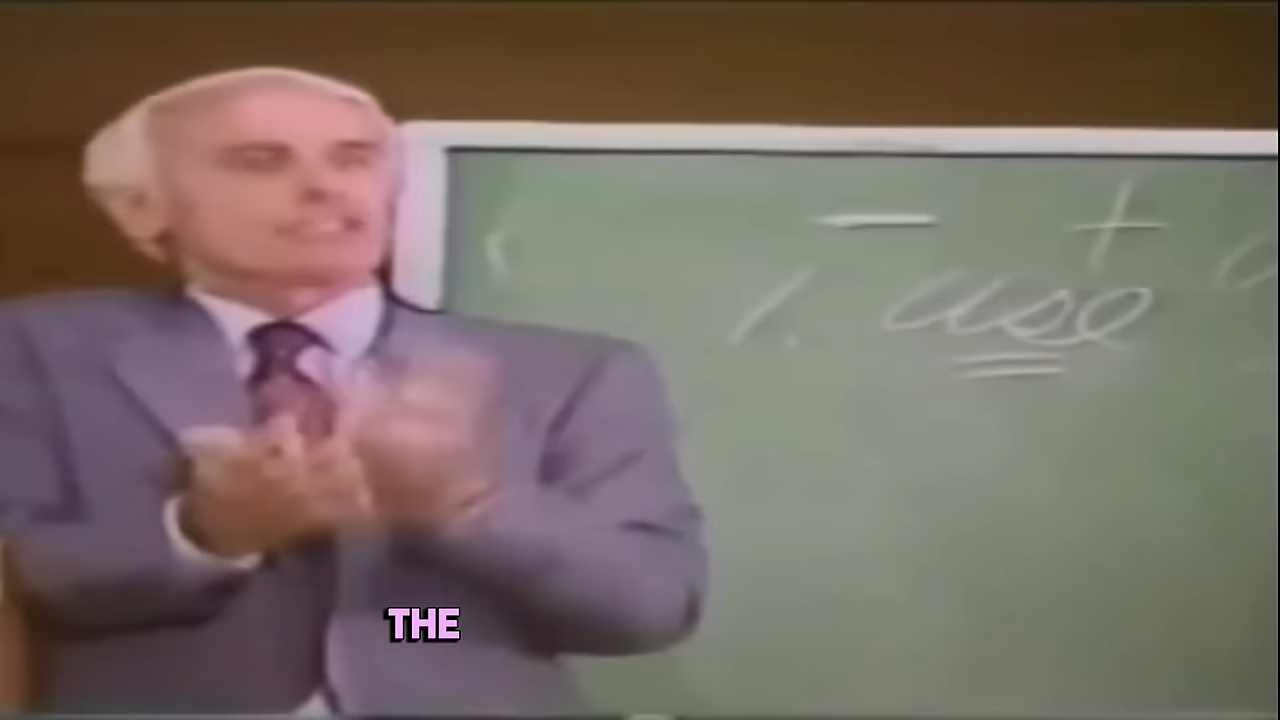 ( - +
1. use
THE